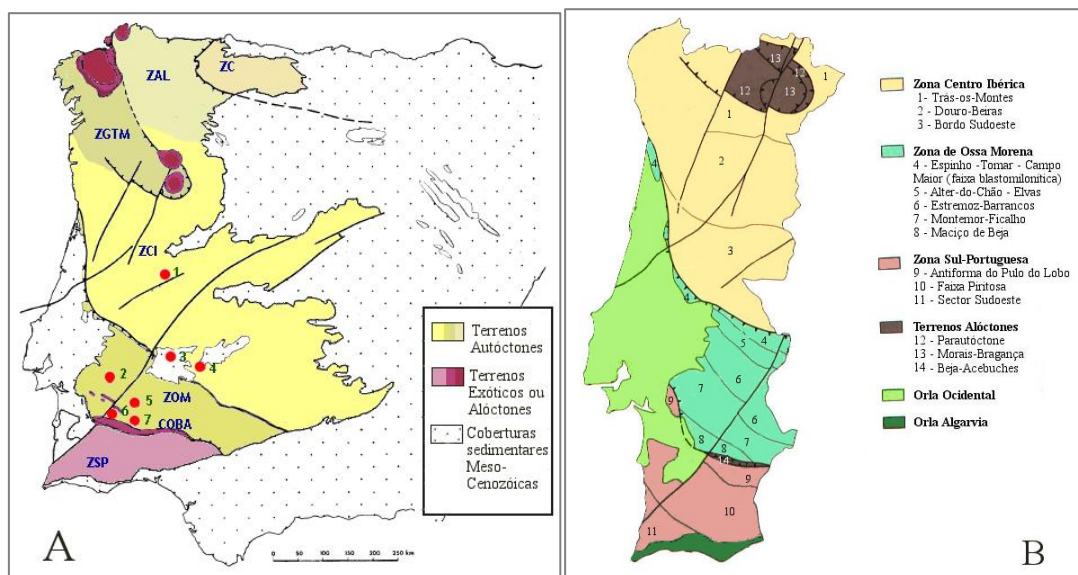 ZAL
ZC
ZGTM
ZCI
1
2
3
4
ZOM
5
6
7
COBA
ZSP
Terrenos
Autóctones
Terrenos
Exóticos ou
Alóctones
Coberturas
sedimentares
Meso-
Cenozóicas
0 50 100 150 200 250 km
A
13
13
1
12
13
1
2
4
3
4
5
4
6
7
9
6
8
8
7
14
9
10
11
B
Zona Centro Ibérica
1- Trás-os-Montes
2 - Douro-Beiras
3 - Bordo Sudoeste
Zona de Ossa Morena
4 - Espinho -Tomar - Campo
Maior (faixa blastomilonítica)
5 - Alter-do-Chão - Elvas
6 - Estremoz-Barrancos
7 - Montemor-Ficalho
8 - Maciço de Beja
Zona Sul-Portuguesa
9 - Antiforma do Pulo do Lobo
10 - Faixa Piritosa
11 - Sector Sudoeste
Terrenos Alóctones
12 - Parautóctone
13 - Morais-Bragança
14 - Beja-Acebuches
Orla Ocidental
Orla Algarvia